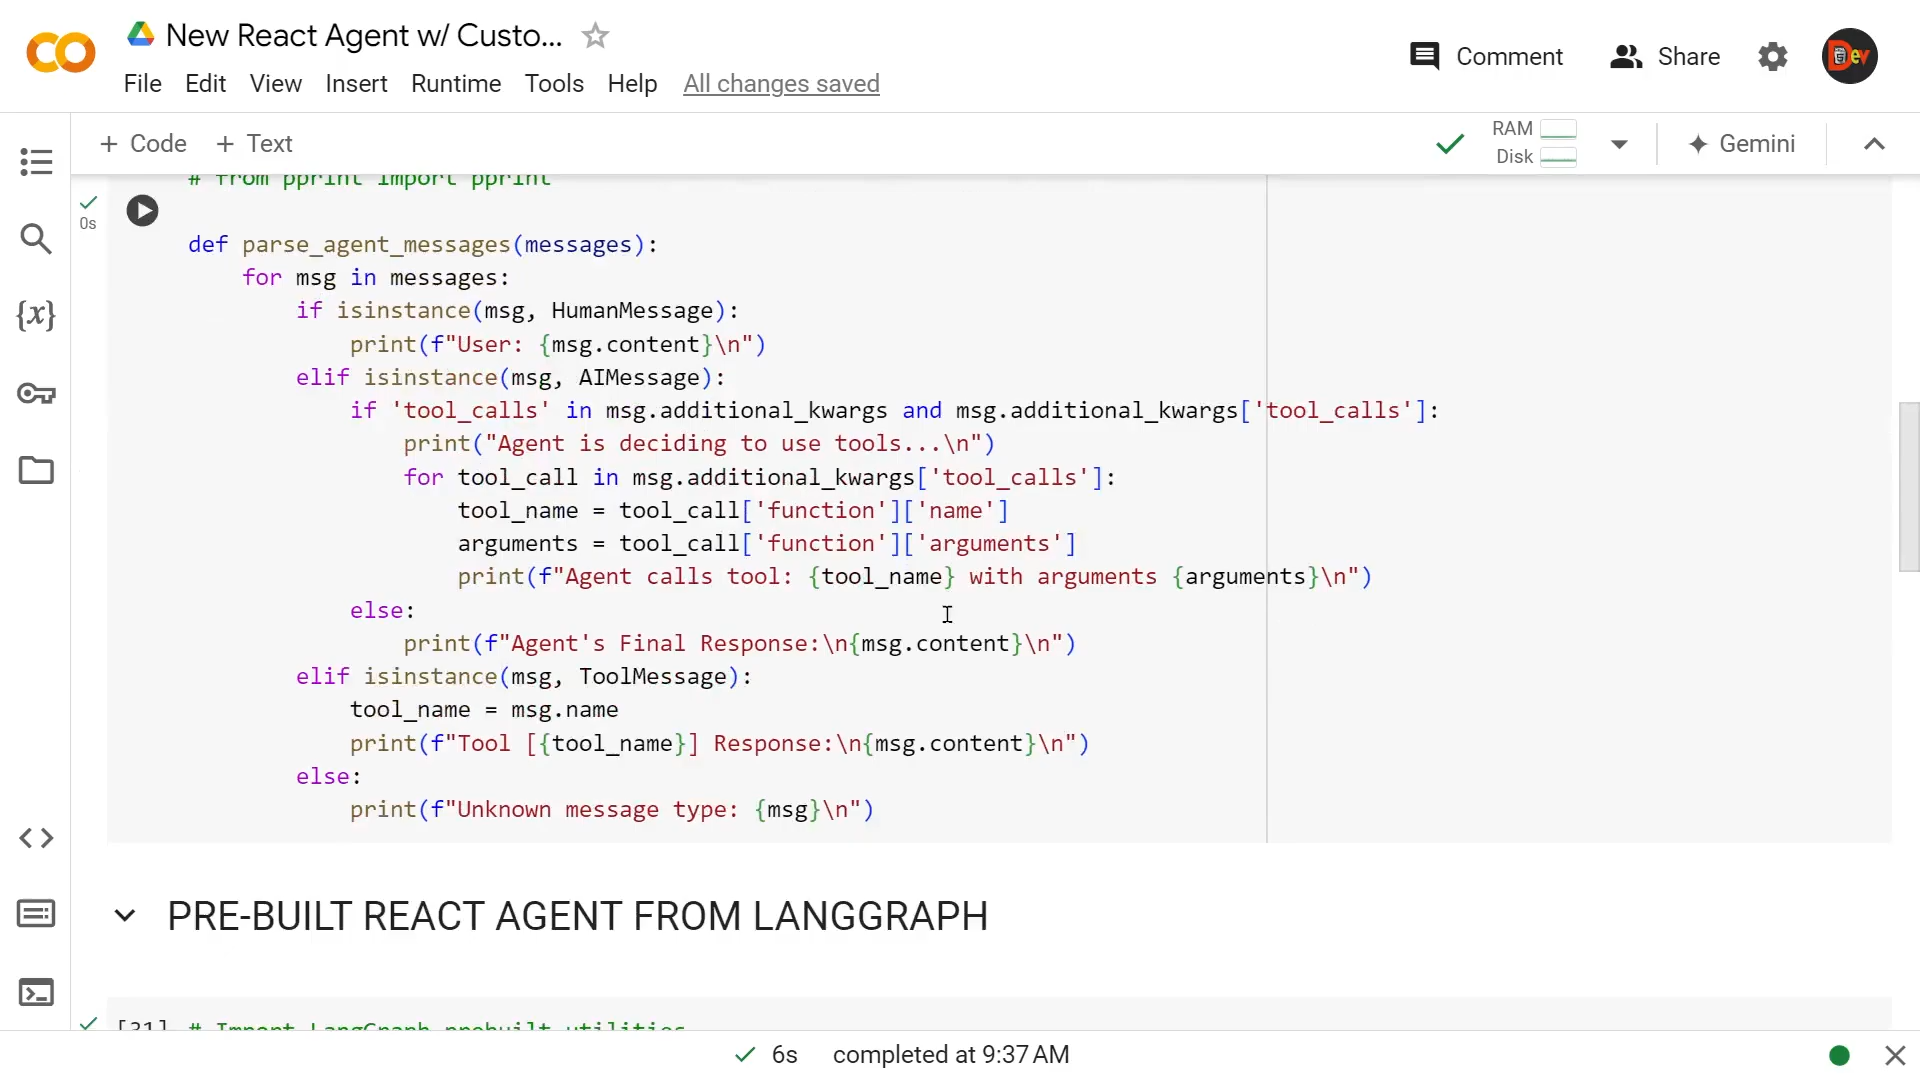 New React Agent w/ Custo...
File Edit View Insert Runtime Tools Help All changes saved
Comment Share
Dev
+ Code + Text
RAM
Disk
Gemini
# from pprint import pprint
0s
def parse_agent_messages(messages):
    for msg in messages:
        if isinstance(msg, HumanMessage):
            print(f"User: {msg.content}\n")
        elif isinstance(msg, AIMessage):
            if 'tool_calls' in msg.additional_kwargs and msg.additional_kwargs['tool_calls']:
                print("Agent is deciding to use tools...\n")
                for tool_call in msg.additional_kwargs['tool_calls']:
                    tool_name = tool_call['function']['name']
                    arguments = tool_call['function']['arguments']
                    print(f"Agent calls tool: {tool_name} with arguments {arguments}\n")
            else:
                print(f"Agent's Final Response:\n{msg.content}\n")
        elif isinstance(msg, ToolMessage):
            tool_name = msg.name
            print(f"Tool [{tool_name}] Response:\n{msg.content}\n")
        else:
            print(f"Unknown message type: {msg}\n")
PRE-BUILT REACT AGENT FROM LANGGRAPH
[31] # Import LangGraph prebuilt utilities
6s completed at 9:37 AM